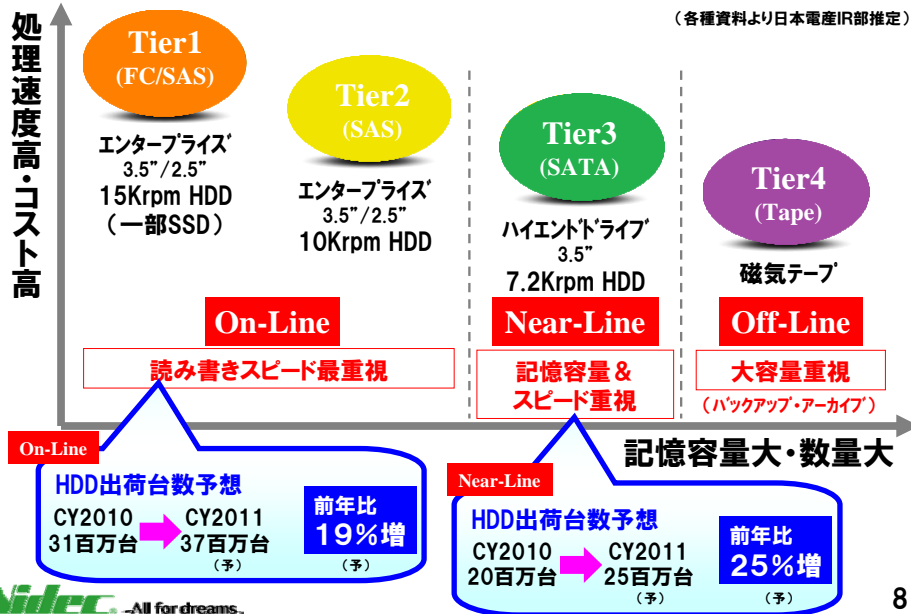 (各種資料より日本電産IR部推定)
処理速度高・コスト高
Tier1
(FC/SAS)
エンタープライズ
3.5”/2.5”
15Krpm HDD
(一部SSD)
Tier2
(SAS)
エンタープライズ
3.5”/2.5”
10Krpm HDD
Tier3
(SATA)
ハイエンドドライブ
3.5”
7.2Krpm HDD
Tier4
(Tape)
磁気テープ
On-Line
読み書きスピード最重視
Near-Line
記憶容量&
スピード重視
Off-Line
大容量重視
(バックアップ・アーカイブ)
記憶容量大・数量大
On-Line
HDD出荷台数予想
CY2010
31百万台
CY2011
37百万台
(予)
前年比
19%増
(予)
Near-Line
HDD出荷台数予想
CY2010
20百万台
CY2011
25百万台
(予)
前年比
25%増
(予)
Nidec -All for dreams-
8